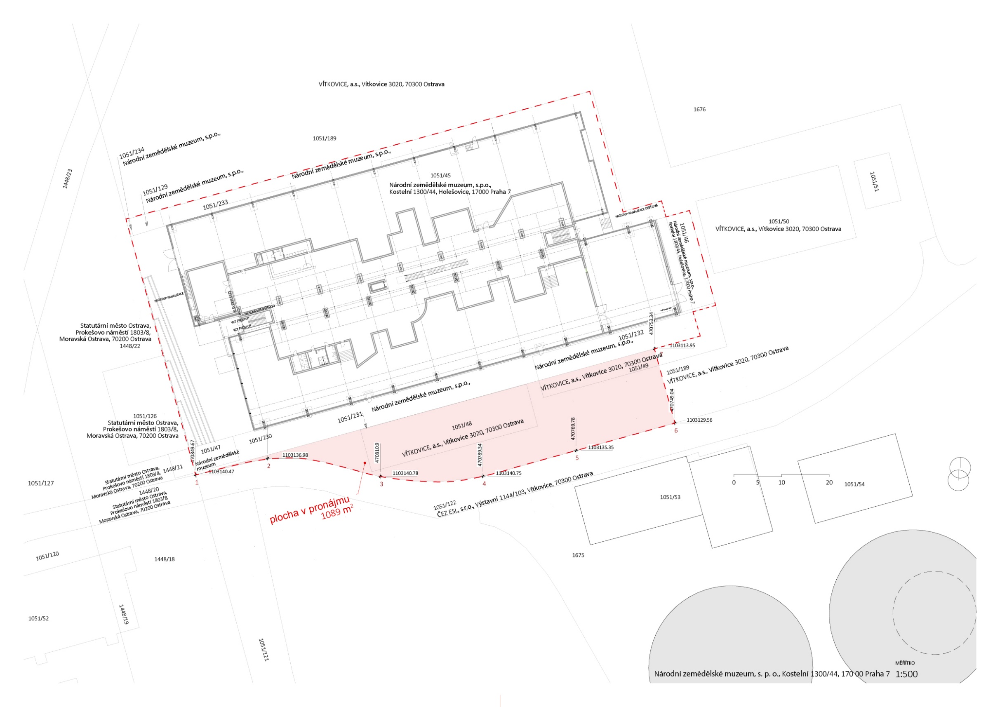 VÍTKOVICE, a.s., Vítkovice 3020, 70300 Ostrava
1676
1051/189
1051/234
Národní zemědělské muzeum, s.p.o.,
1448/23
1051/129
Národní zemědělské muzeum, s.p.o.,
Národní zemědělské muzeum, s.p.o.,
1051/45
Národní zemědělské muzeum, s.p.o.,
Kostelní 1300/44, Holešovice, 17000 Praha 7
1051/51
1051/233
PROSTUP KANALIZACE DEŠŤOVÁ
1051/50
VÍTKOVICE, a.s., Vítkovice 3020, 70300 Ostrava
1051/46
Národní zemědělské muzeum, s.p.o.,
Kostelní 1300/44, Holešovice, 17000 Praha 7
PROSTUP KANALIZACE
VZT PROSTUP
VZT PROSTUP
Statutární město Ostrava,
Prokešovo náměstí 1803/8,
Moravská Ostrava, 70200 Ostrava
1448/22
470753.34
1051/232
Národní zemědělské muzeum, s.p.o.,
1103113.95
7
VÍTKOVICE, a.s., Vítkovice 3020, 70300 Ostrava
1051/49
1051/189
VÍTKOVICE, a.s., Vítkovice 3020, 70300 Ostrava
Národní zemědělské muzeum, s.p.o.,
1051/231
470749.04
1103129.56
6
1051/126
Statutární město Ostrava,
Prokešovo náměstí 1803/8,
Moravská Ostrava, 70200 Ostrava
1051/48
VÍTKOVICE, a.s., Vítkovice 3020, 70300 Ostrava
470769.78
1103135.35
5
1051/230
1051/47
Národní zemědělské
muzeum
470849.67
1103140.47
1
1103136.98
2
470810.9
1103140.78
3
470789.34
1103140.75
4
1448/21
Statutární město Ostrava,
Prokešovo náměstí 1803/8,
Moravská Ostrava, 70200 Ostrava
1051/127
1448/20
Statutární město Ostrava,
Prokešovo náměstí 1803/8,
Moravská Ostrava, 70200 Ostrava
plocha v pronájmu
1089 m²
1051/122
ČEZ ESL, s.r.o., Výstavní 1144/103, Vítkovice, 70300 Ostrava
0 5 10 20
1051/54
1051/53
1675
1051/120
1448/18
1448/19
1051/52
1051/121
MĚŘÍTKO
Národní zemědělské muzeum, s. p. o., Kostelní 1300/44, 170 00 Praha 7 1:500